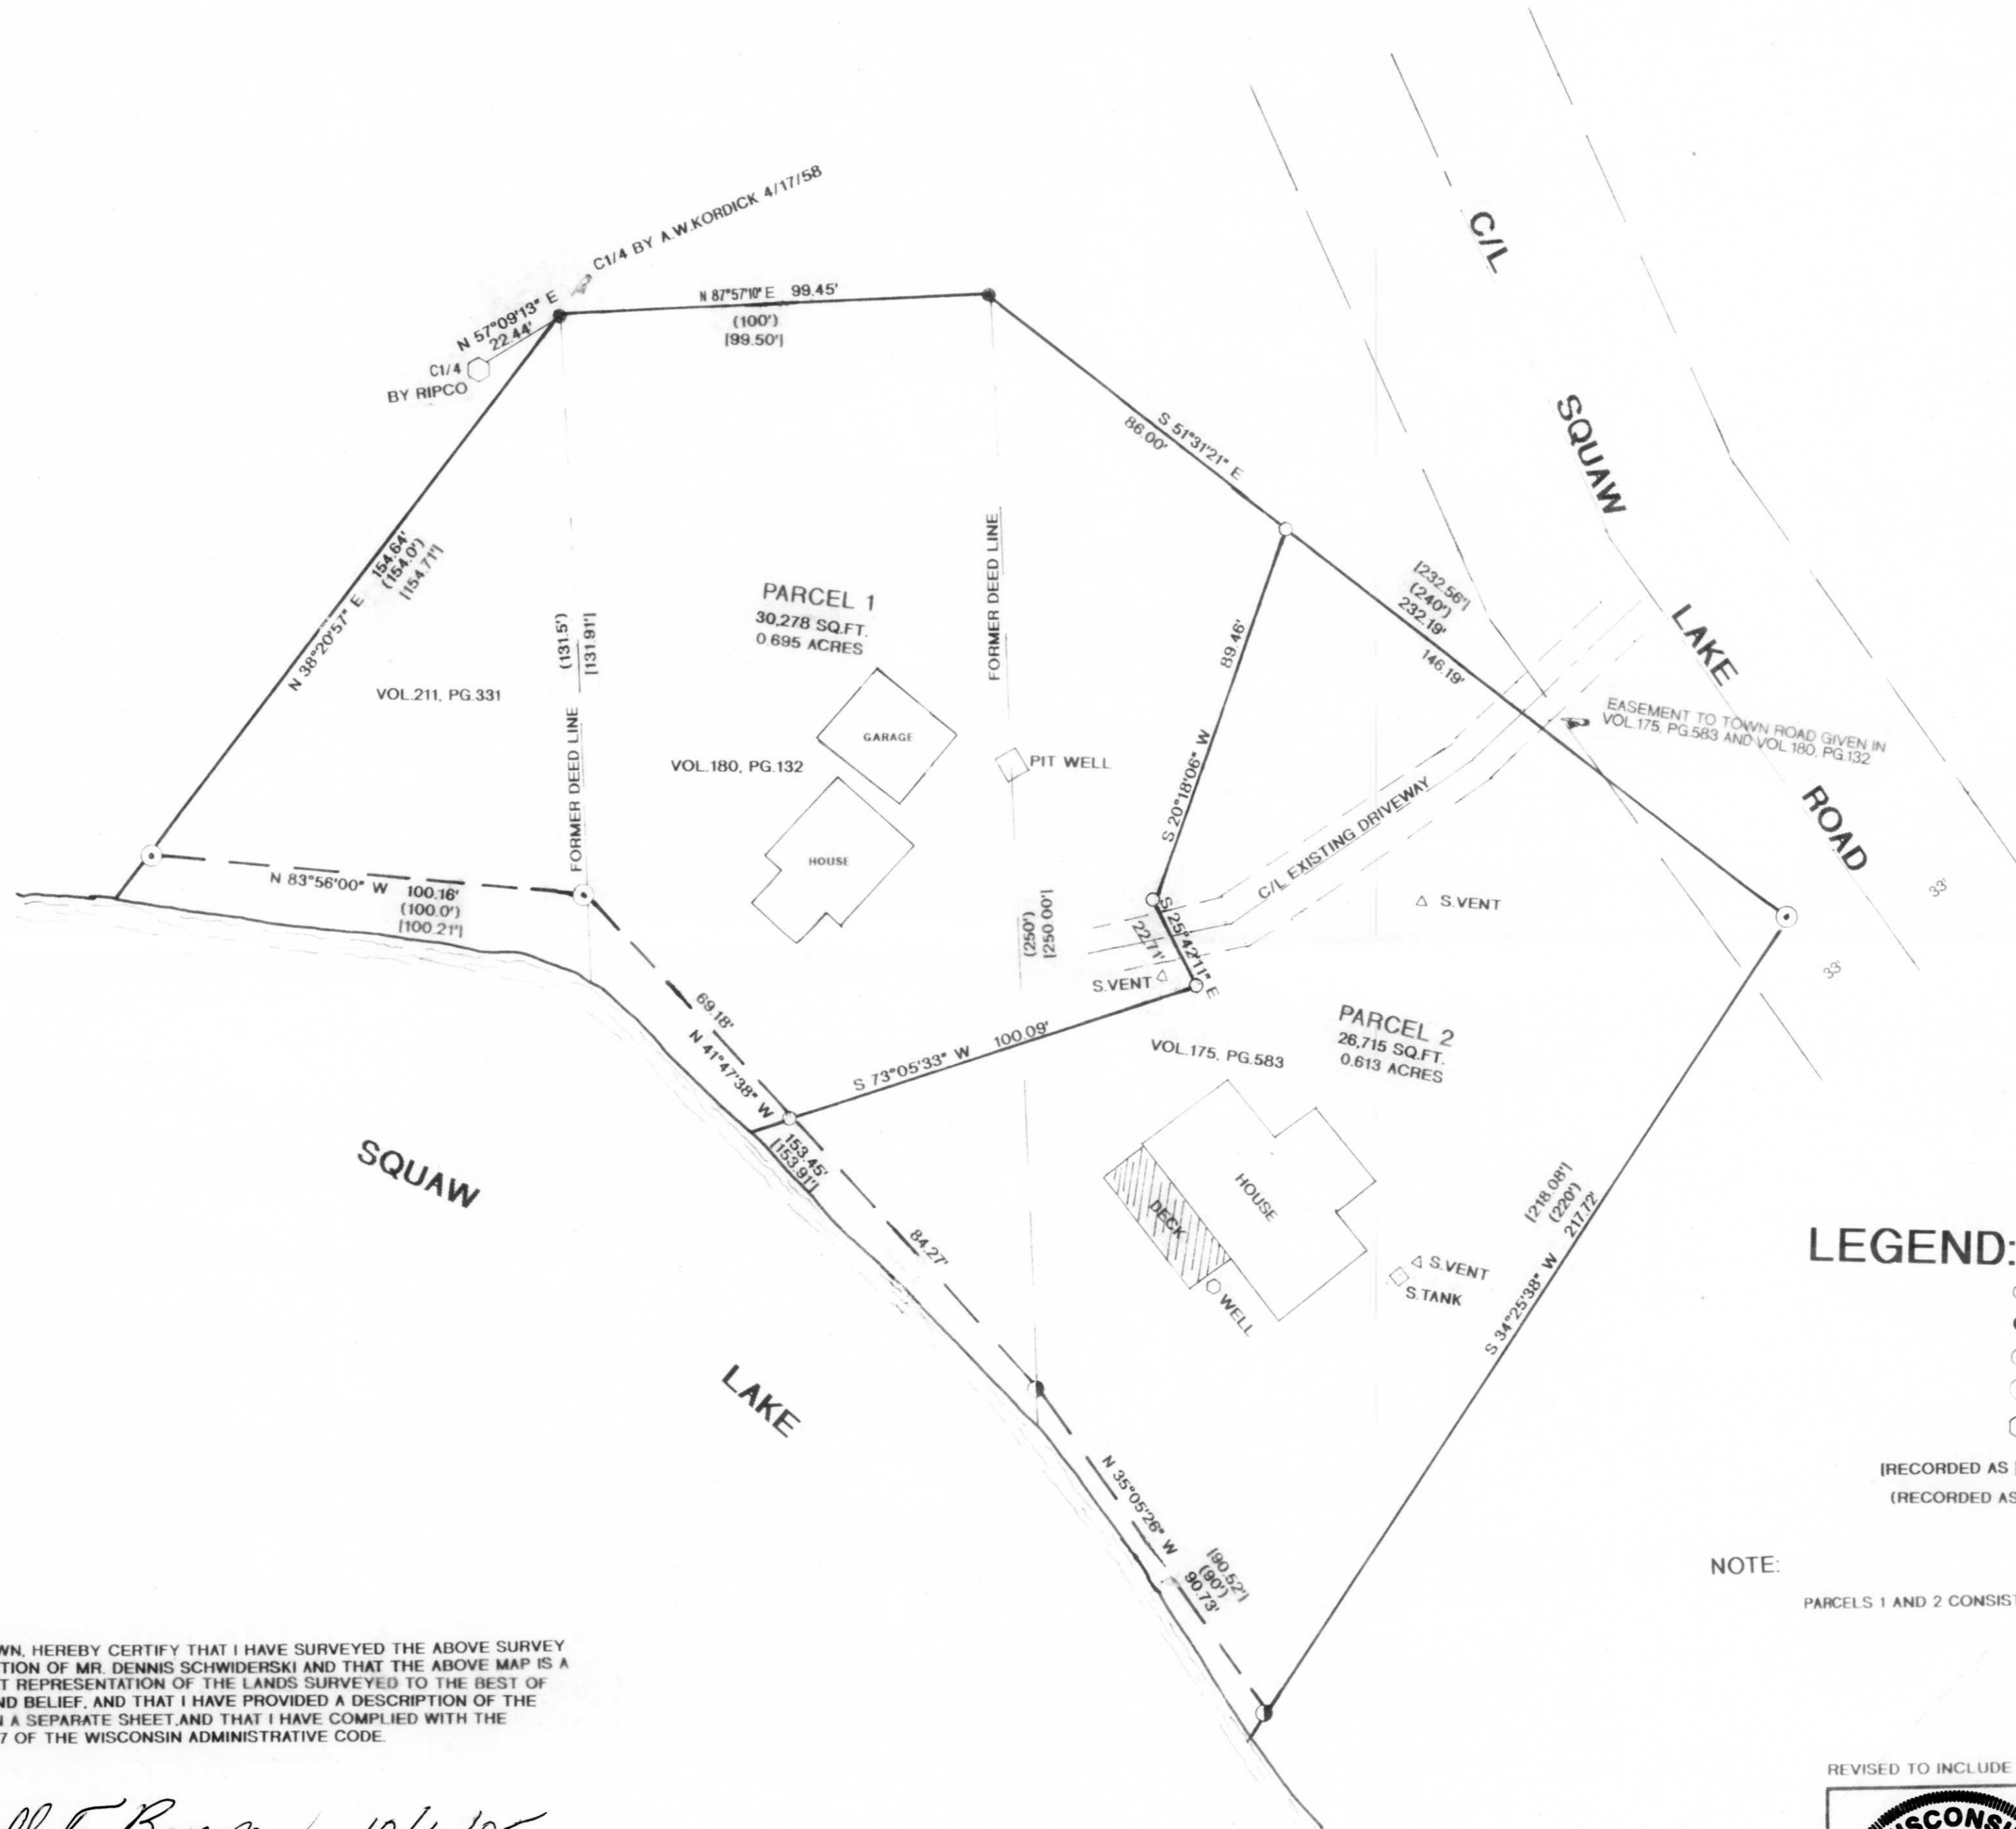 C1/4 BY A.W.KORDICK 4/17/58
N 57°09'13" E
22.44'
C1/4
BY RIPCO
N 87°57'10" E 99.45'
(100')
[99.50']
S 51°31'21" E
86.00'
C/L
SQUAW
LAKE
ROAD
33'
33'
[232.56']
(240')
232.19'
146.19'
EASEMENT TO TOWN ROAD GIVEN IN
VOL.175, PG.583 AND VOL.180, PG.132
N 38°20'57" E
154.64'
(154.0')
[154.71']
VOL.211, PG.331
(131.5')
[131.91']
FORMER DEED LINE
PARCEL 1
30,278 SQ.FT.
0.695 ACRES
FORMER DEED LINE
GARAGE
VOL.180, PG.132
HOUSE
PIT WELL
89.46'
S 20°18'06" W
C/L EXISTING DRIVEWAY
S.VENT
N 83°56'00" W 100.16'
(100.0')
[100.21']
(250')
[250.00']
S 25°42'11" E
22.71'
S.VENT
69.18'
N 41°47'38" W
S 73°05'33" W 100.09'
153.45'
[153.91']
84.27'
VOL.175, PG.583
PARCEL 2
26,715 SQ.FT.
0.613 ACRES
HOUSE
DECK
WELL
S.VENT
S.TANK
[218.08']
(220')
217.72'
S 34°25'38" W
SQUAW
LAKE
N 35°05'26" W
[90.52']
(90')
90.73'
LEGEND:
[RECORDED AS
(RECORDED AS
NOTE:
PARCELS 1 AND 2 CONSIST
WN, HEREBY CERTIFY THAT I HAVE SURVEYED THE ABOVE SURVEY
TION OF MR. DENNIS SCHWIDERSKI AND THAT THE ABOVE MAP IS A
T REPRESENTATION OF THE LANDS SURVEYED TO THE BEST OF
ND BELIEF, AND THAT I HAVE PROVIDED A DESCRIPTION OF THE
N A SEPARATE SHEET,AND THAT I HAVE COMPLIED WITH THE
7 OF THE WISCONSIN ADMINISTRATIVE CODE.
REVISED TO INCLUDE